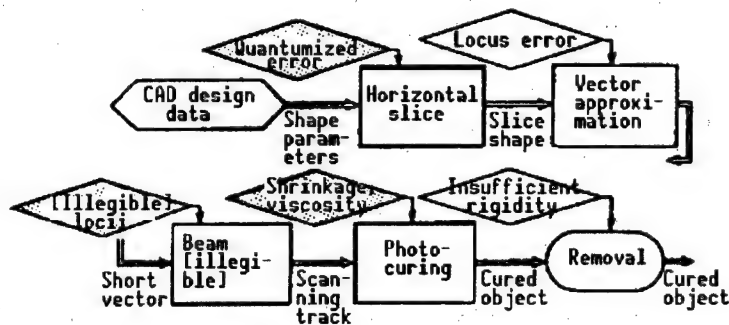 Quantumized
error
Locus error
CAD design
data
Horizontal
slice
Vector
approxi-
mation
Shape
param-
eters
Slice
shape
[Illegible]
locii
Shrinkage,
viscosity
Insufficient
rigidity
Beam
[illegi-
ble]
Photo-
curing
Removal
Short
vector
Scan-
ning
track
Cured
object
Cured
object